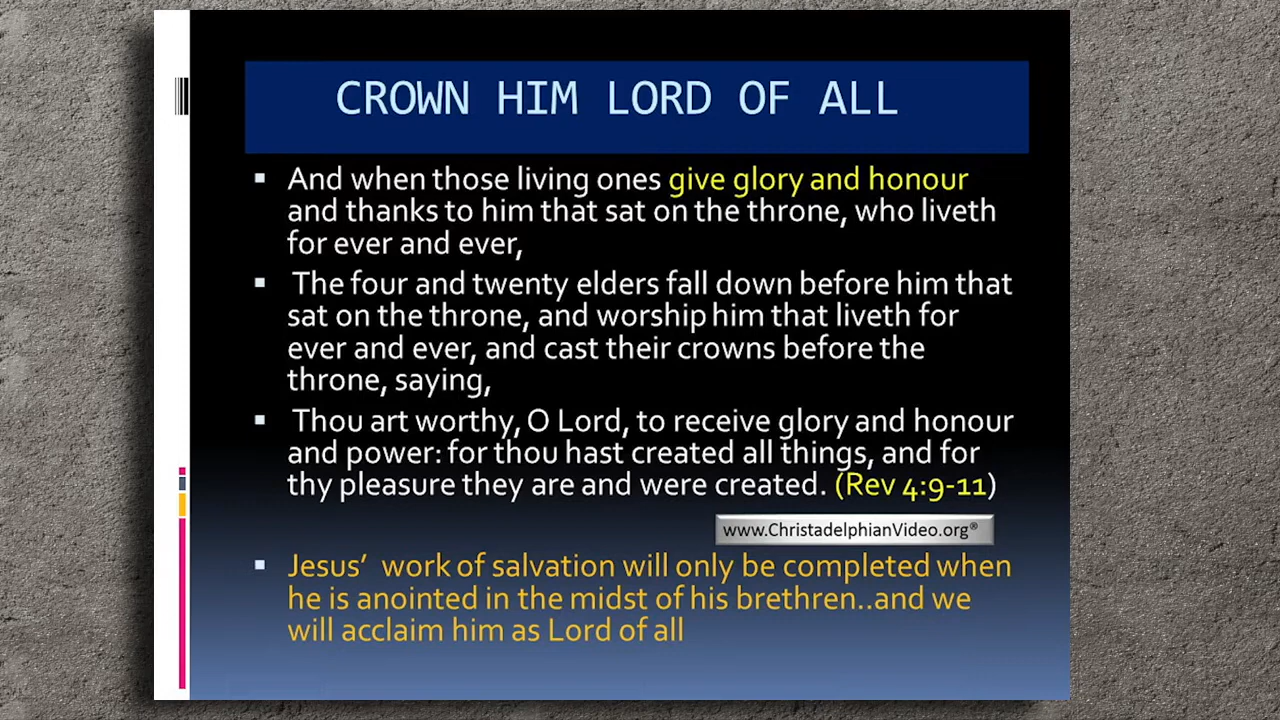 CROWN HIM LORD OF ALL
▪ And when those living ones give glory and honour
and thanks to him that sat on the throne, who liveth
for ever and ever,
▪ The four and twenty elders fall down before him that
sat on the throne, and worship him that liveth for
ever and ever, and cast their crowns before the
throne, saying,
▪ Thou art worthy, O Lord, to receive glory and honour
and power: for thou hast created all things, and for
thy pleasure they are and were created. (Rev 4:9-11)
www.ChristadelphianVideo.org®
▪ Jesus’ work of salvation will only be completed when
he is anointed in the midst of his brethren..and we
will acclaim him as Lord of all